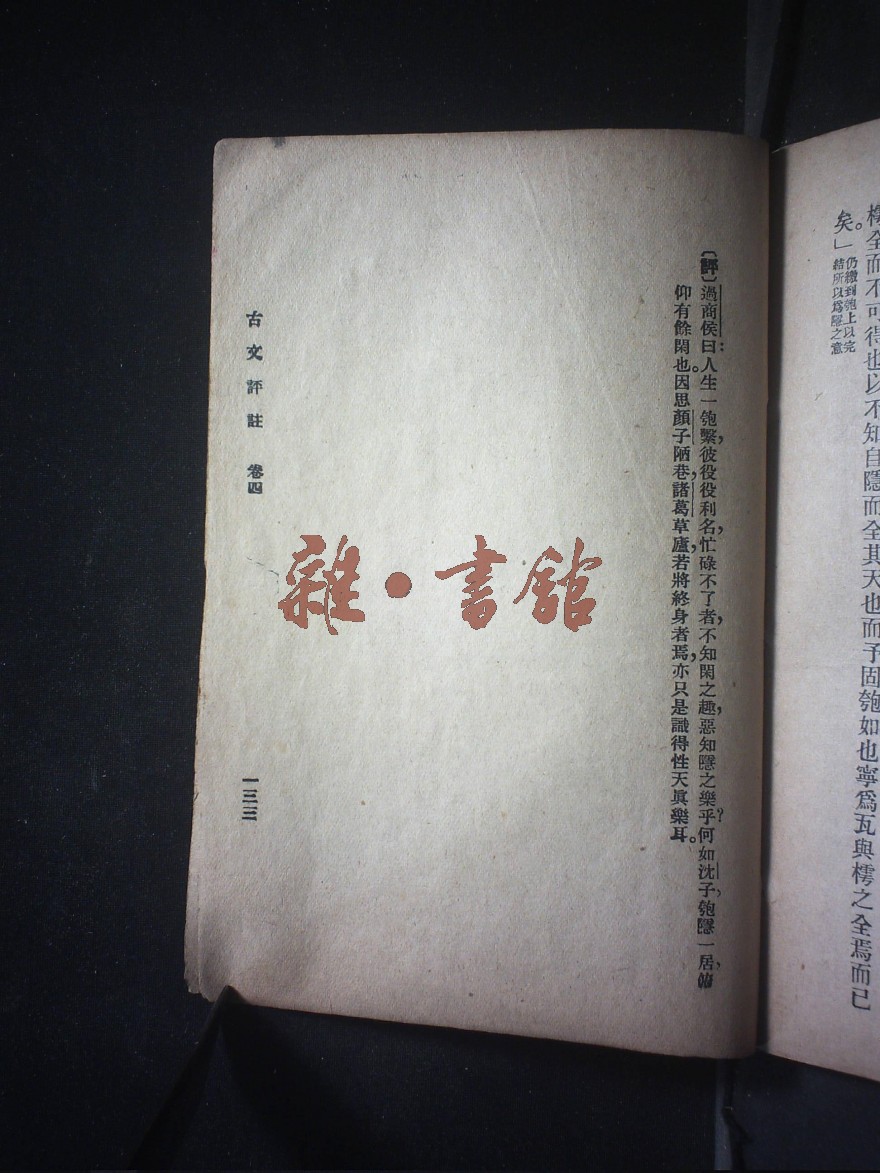 樗全而不可得也以不知自隱而全其天也而予固匏如也寧爲瓦與樗之全焉而已
矣。」仍繳到匏上以完
結所以爲隱之意
〔評〕過商侯曰：人生一匏繫，彼役役利名，忙碌不了者，不知閑之趣，惡知隱之樂乎？何如沈子，匏隱一居，俯
仰有餘閑也。因思顏子陋巷，諸葛草廬，若將終身者焉，亦只是識得性天眞樂耳。
古文評註 卷四
一三三
雜·書館